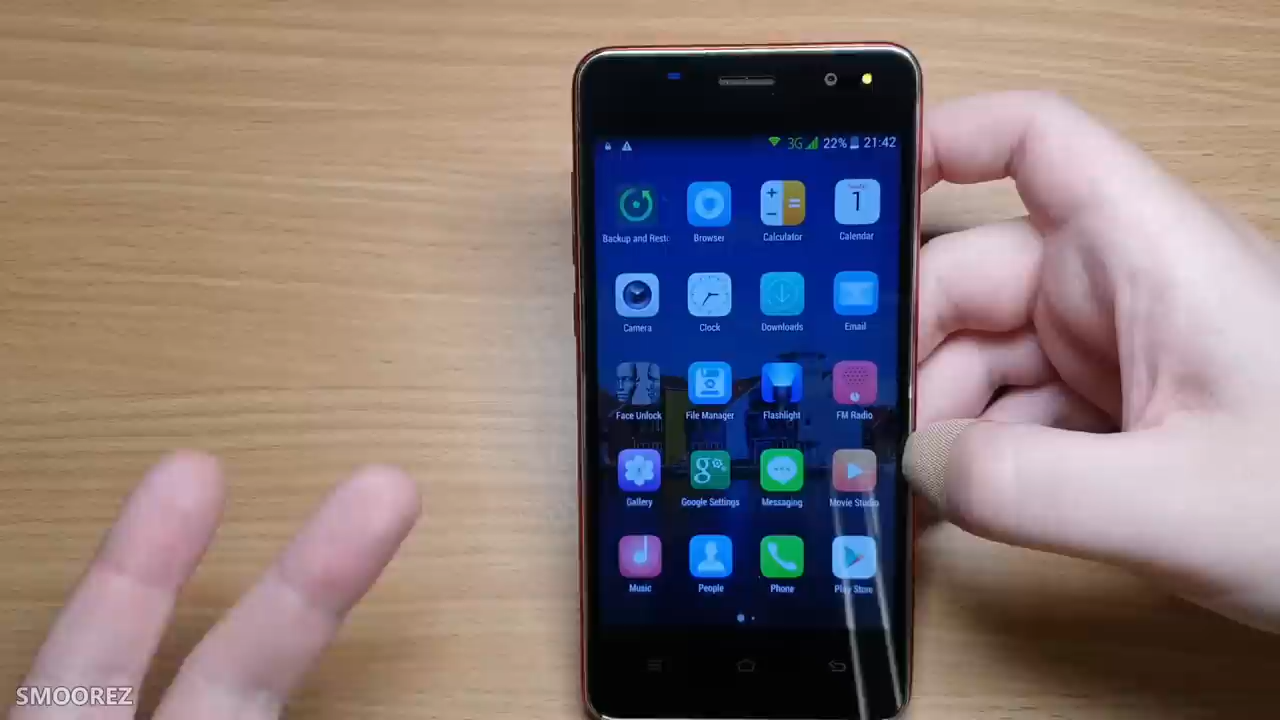 3G 22% 21:42
Backup and Resto Browser Calculator Calendar
1
Camera Clock Downloads Email
Face Unlock File Manager Flashlight FM Radio
Gallery Google Settings Messaging Movie Studio
Music People Phone Play Store
SMOOREZ